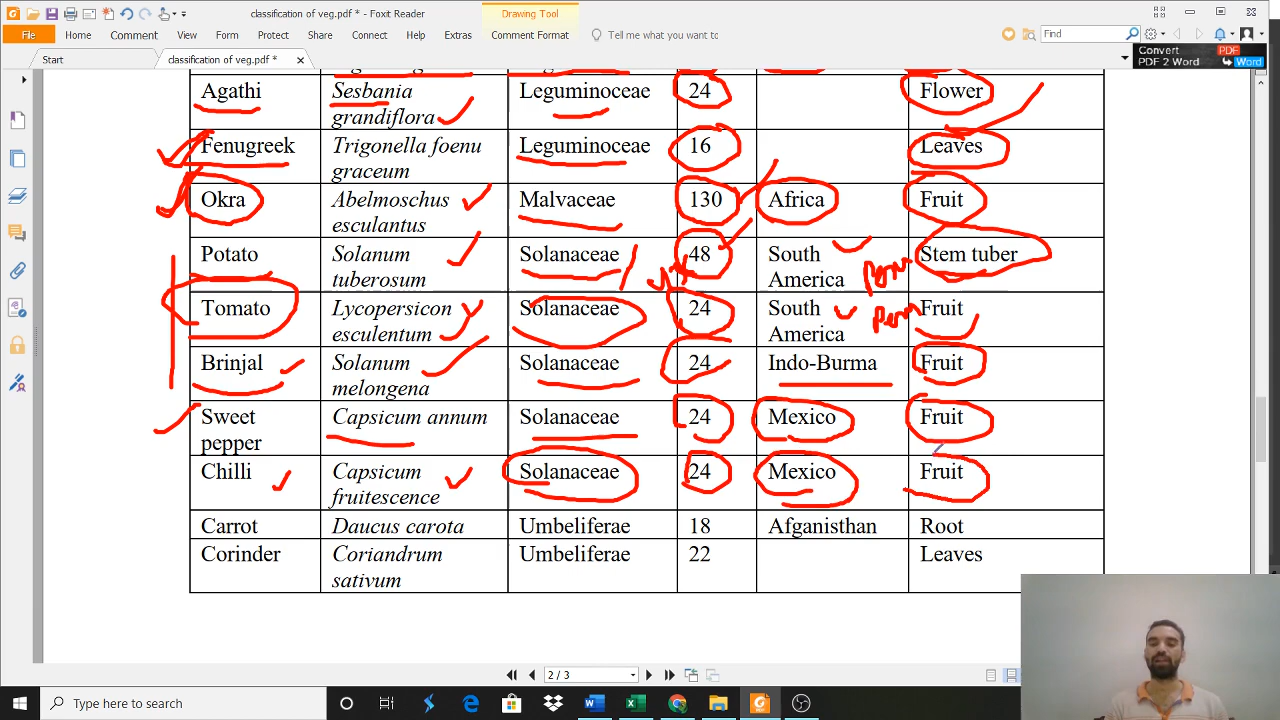 classification of veg.pdf * - Foxit Reader
Drawing Tool
File Home Comment View Form Protect Share Connect Help Extras Comment Format Tell me what you want to Find
Start classification of veg.pdf *
Convert PDF
PDF 2 Word Word
Agathi Sesbania grandiflora Leguminoceae 24 Flower
Fenugreek Trigonella foenu graceum Leguminoceae 16 Leaves
Okra Abelmoschus esculantus Malvaceae 130 Africa Fruit
Potato Solanum tuberosum Solanaceae 48 South America Stem tuber
Tomato Lycopersicon esculentum Solanaceae 24 South America Fruit
Brinjal Solanum melongena Solanaceae 24 Indo-Burma Fruit
Sweet pepper Capsicum annum Solanaceae 24 Mexico Fruit
Chilli Capsicum fruitescence Solanaceae 24 Mexico Fruit
Carrot Daucus carota Umbeliferae 18 Afganisthan Root
Corinder Coriandrum sativum Umbeliferae 22 Leaves
2 / 3
Type here to search